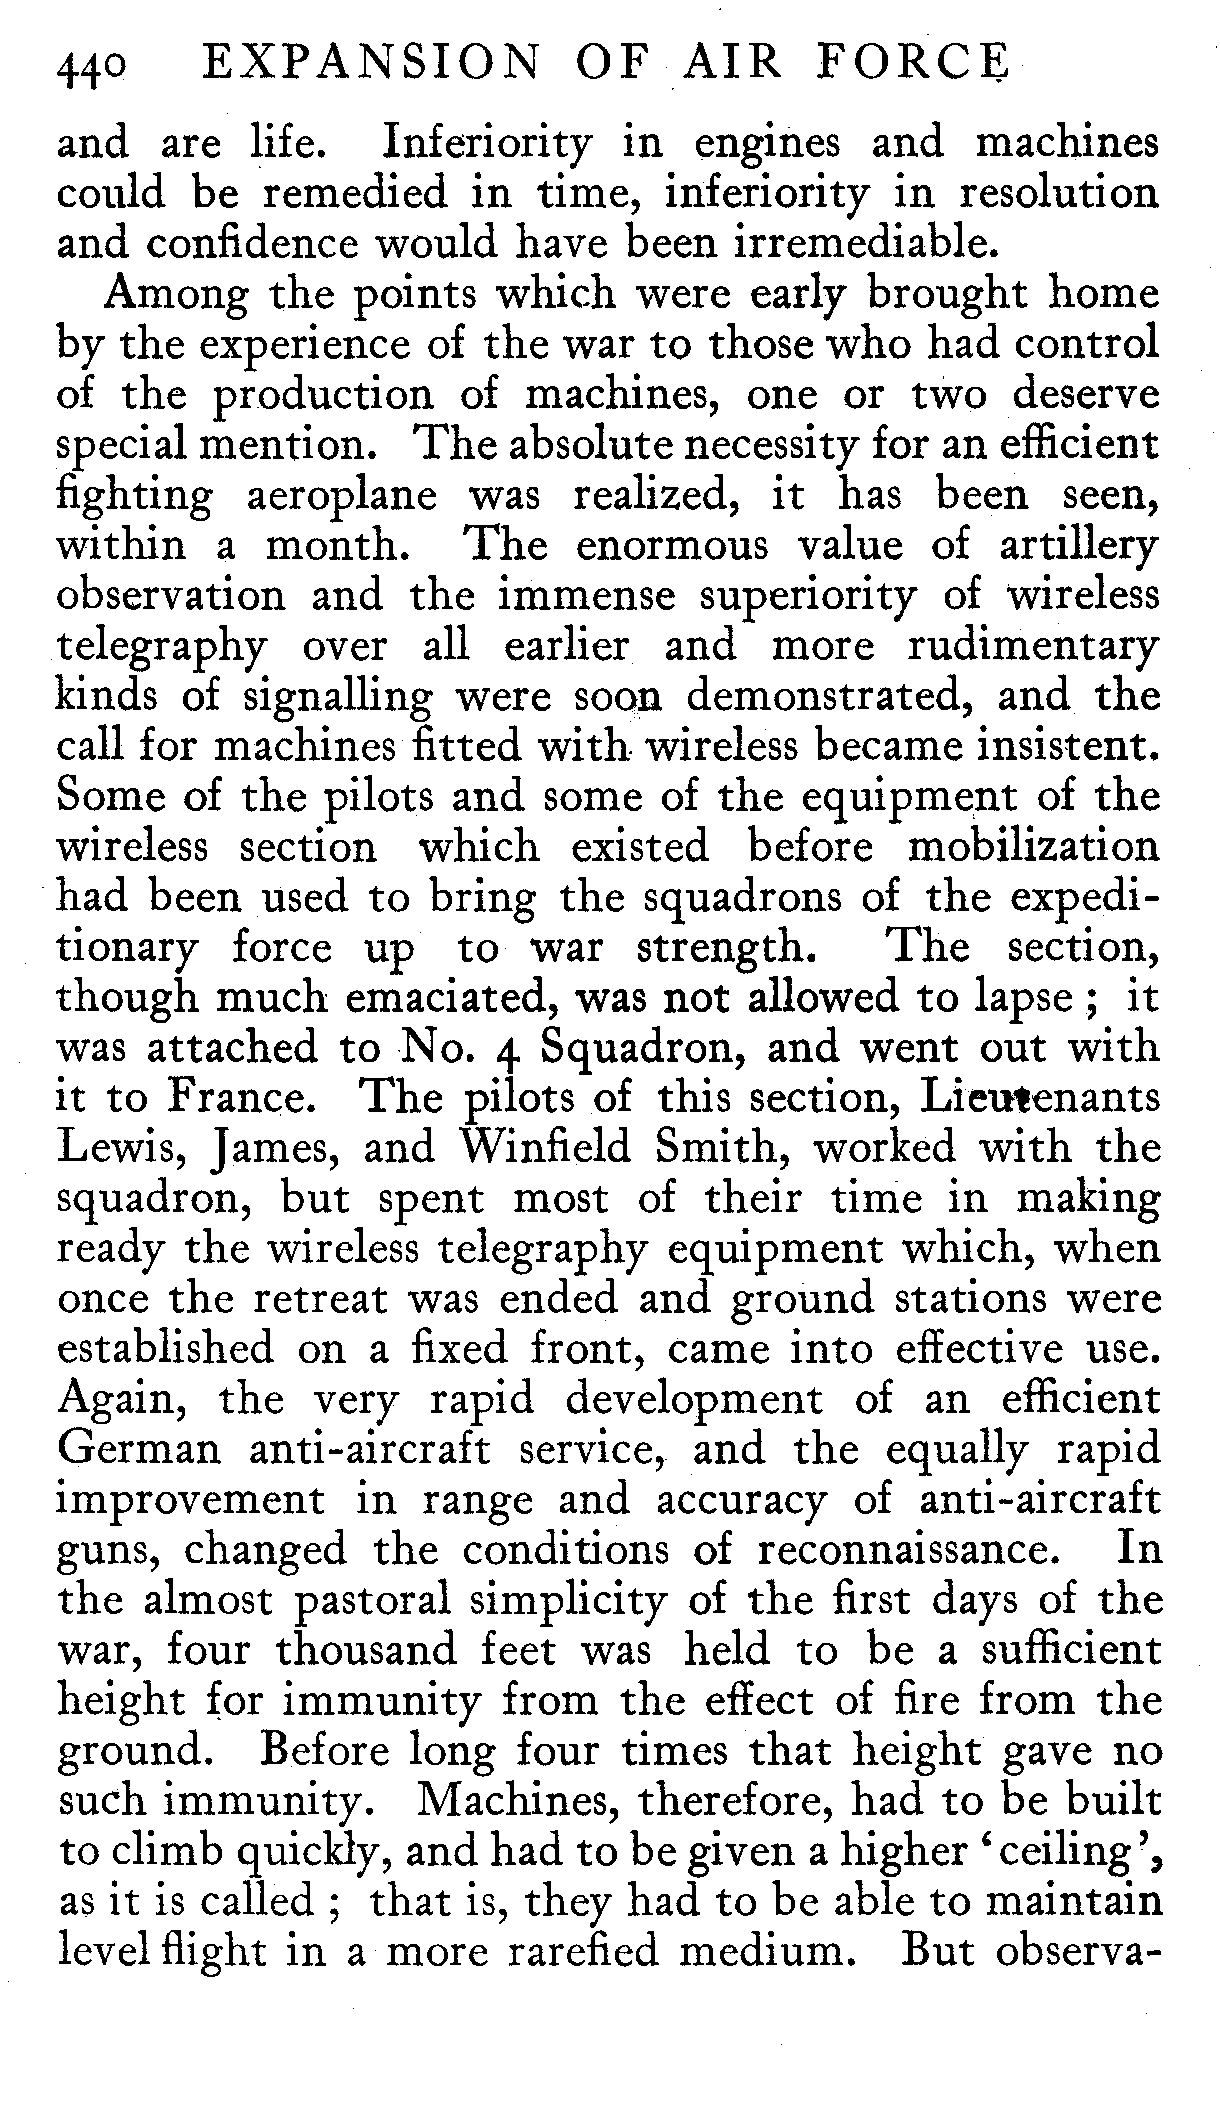 440 EXPANSION OF AIR FORCE
and are life. Inferiority in engines and machines
could be remedied in time, inferiority in resolution
and confidence would have been irremediable.
Among the points which were early brought home
by the experience of the war to those who had control
of the production of machines, one or two deserve
special mention. The absolute necessity for an efficient
fighting aeroplane was realized, it has been seen,
within a month. The enormous value of artillery
observation and the immense superiority of wireless
telegraphy over all earlier and more rudimentary
kinds of signalling were soon demonstrated, and the
call for machines fitted with wireless became insistent.
Some of the pilots and some of the equipment of the
wireless section which existed before mobilization
had been used to bring the squadrons of the expedi-
tionary force up to war strength. The section,
though much emaciated, was not allowed to lapse ; it
was attached to No. 4 Squadron, and went out with
it to France. The pilots of this section, Lieutenants
Lewis, James, and Winfield Smith, worked with the
squadron, but spent most of their time in making
ready the wireless telegraphy equipment which, when
once the retreat was ended and ground stations were
established on a fixed front, came into effective use.
Again, the very rapid development of an efficient
German anti-aircraft service, and the equally rapid
improvement in range and accuracy of anti-aircraft
guns, changed the conditions of reconnaissance. In
the almost pastoral simplicity of the first days of the
war, four thousand feet was held to be a sufficient
height for immunity from the effect of fire from the
ground. Before long four times that height gave no
such immunity. Machines, therefore, had to be built
to climb quickly, and had to be given a higher ‘ceiling’,
as it is called ; that is, they had to be able to maintain
level flight in a more rarefied medium. But observa-